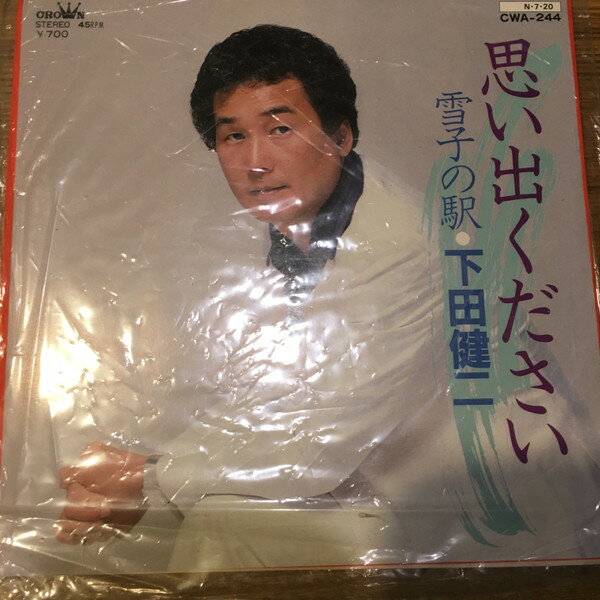 CROWN
STEREO 45RPM
¥700
N・7・20
CWA-244
思い出ください
雪子の駅
下田健二